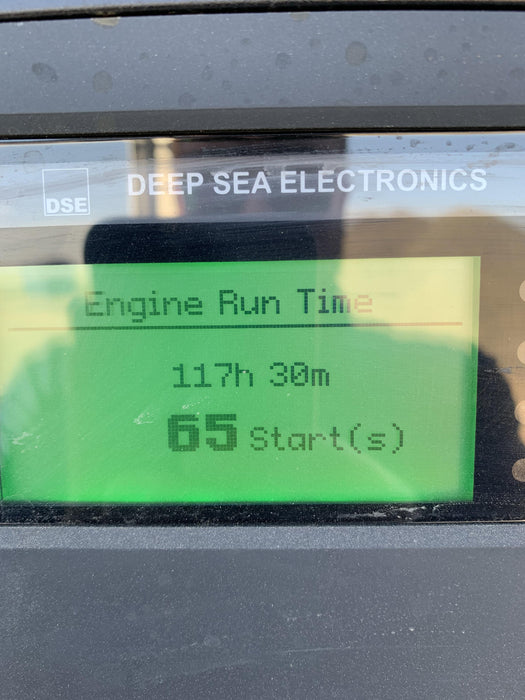 DSE
DEEP SEA ELECTRONICS
Engine Run Time
117h 30m
65 Start(s)